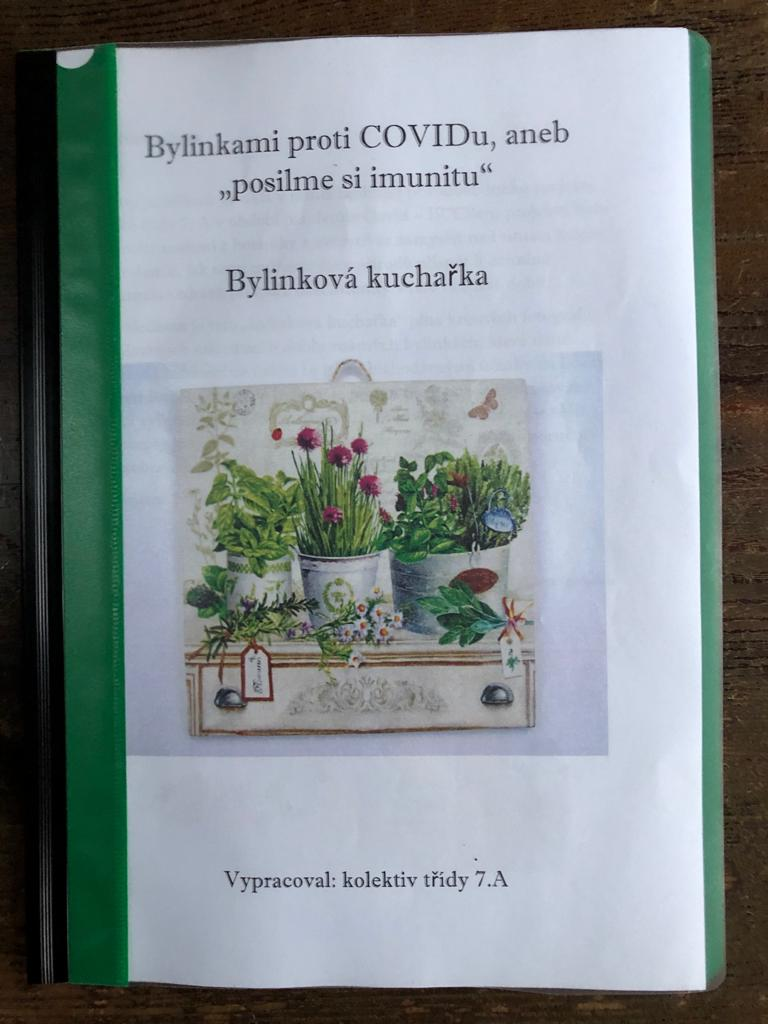 Bylinkami proti COVIDu, aneb
„posilme si imunitu“
Bylinková kuchařka
Vypracoval: kolektiv třídy 7.A